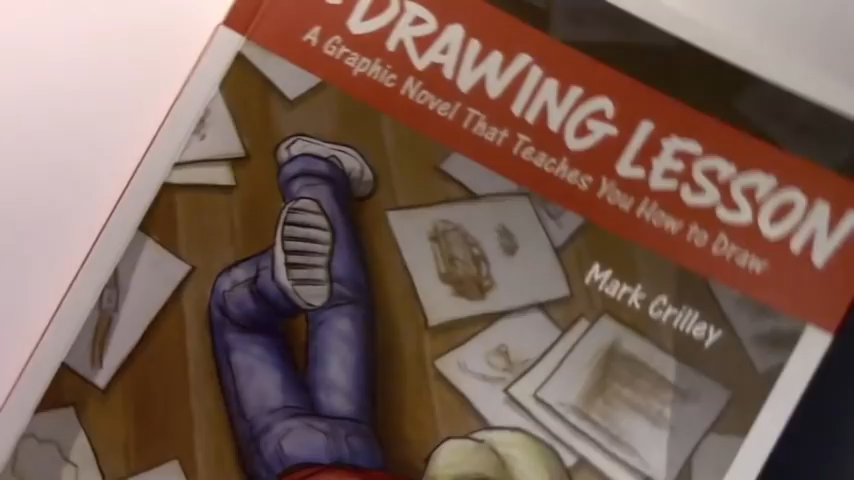 DRAWING LESSON
A Graphic Novel That Teaches You How to Draw
Mark Crilley